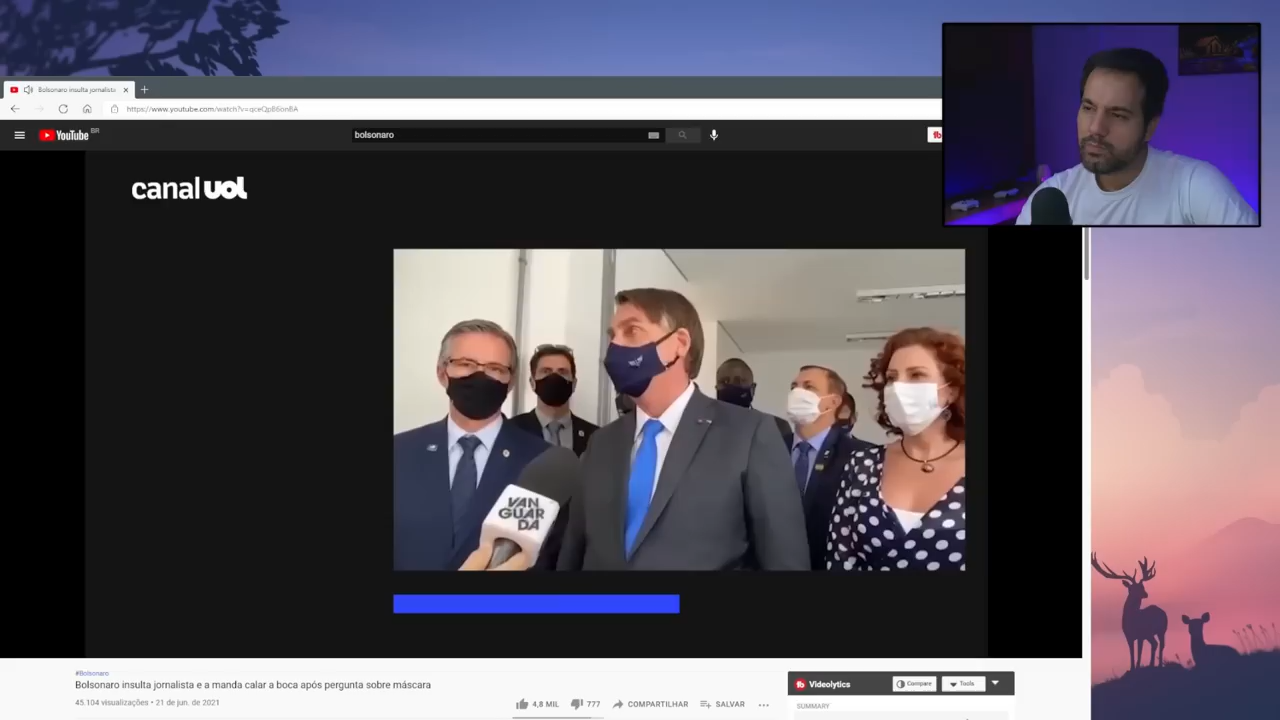 Bolsonaro insulta jornalista
https://www.youtube.com/watch?v=qceQpBSonBA
YouTube BR
bolsonaro
canal uol
VAN
GUAR
DA
#Bolsonaro
Bolsonaro insulta jornalista e a manda calar a boca após pergunta sobre máscara
45.104 visualizações • 21 de jun. de 2021
4,8 MIL
777
COMPARTILHAR
SALVAR
Videolytics
Compare
Tools
SUMMARY